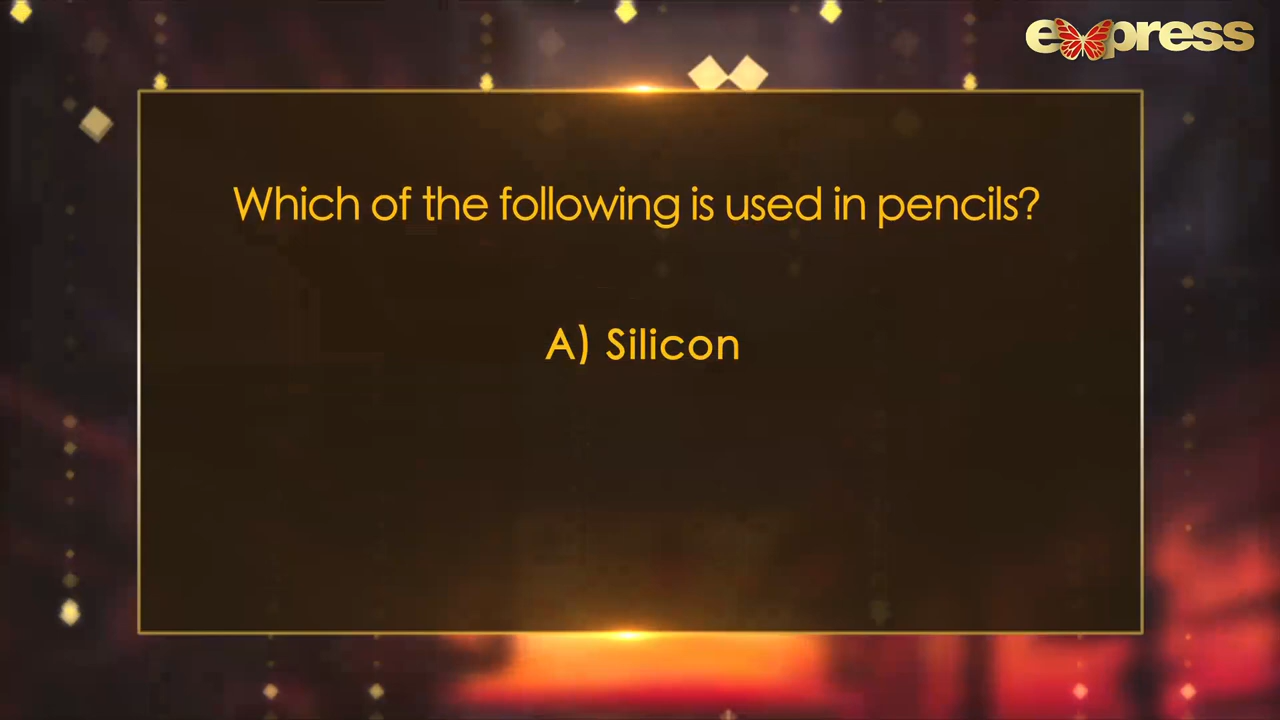 express
Which of the following is used in pencils?
A) Silicon